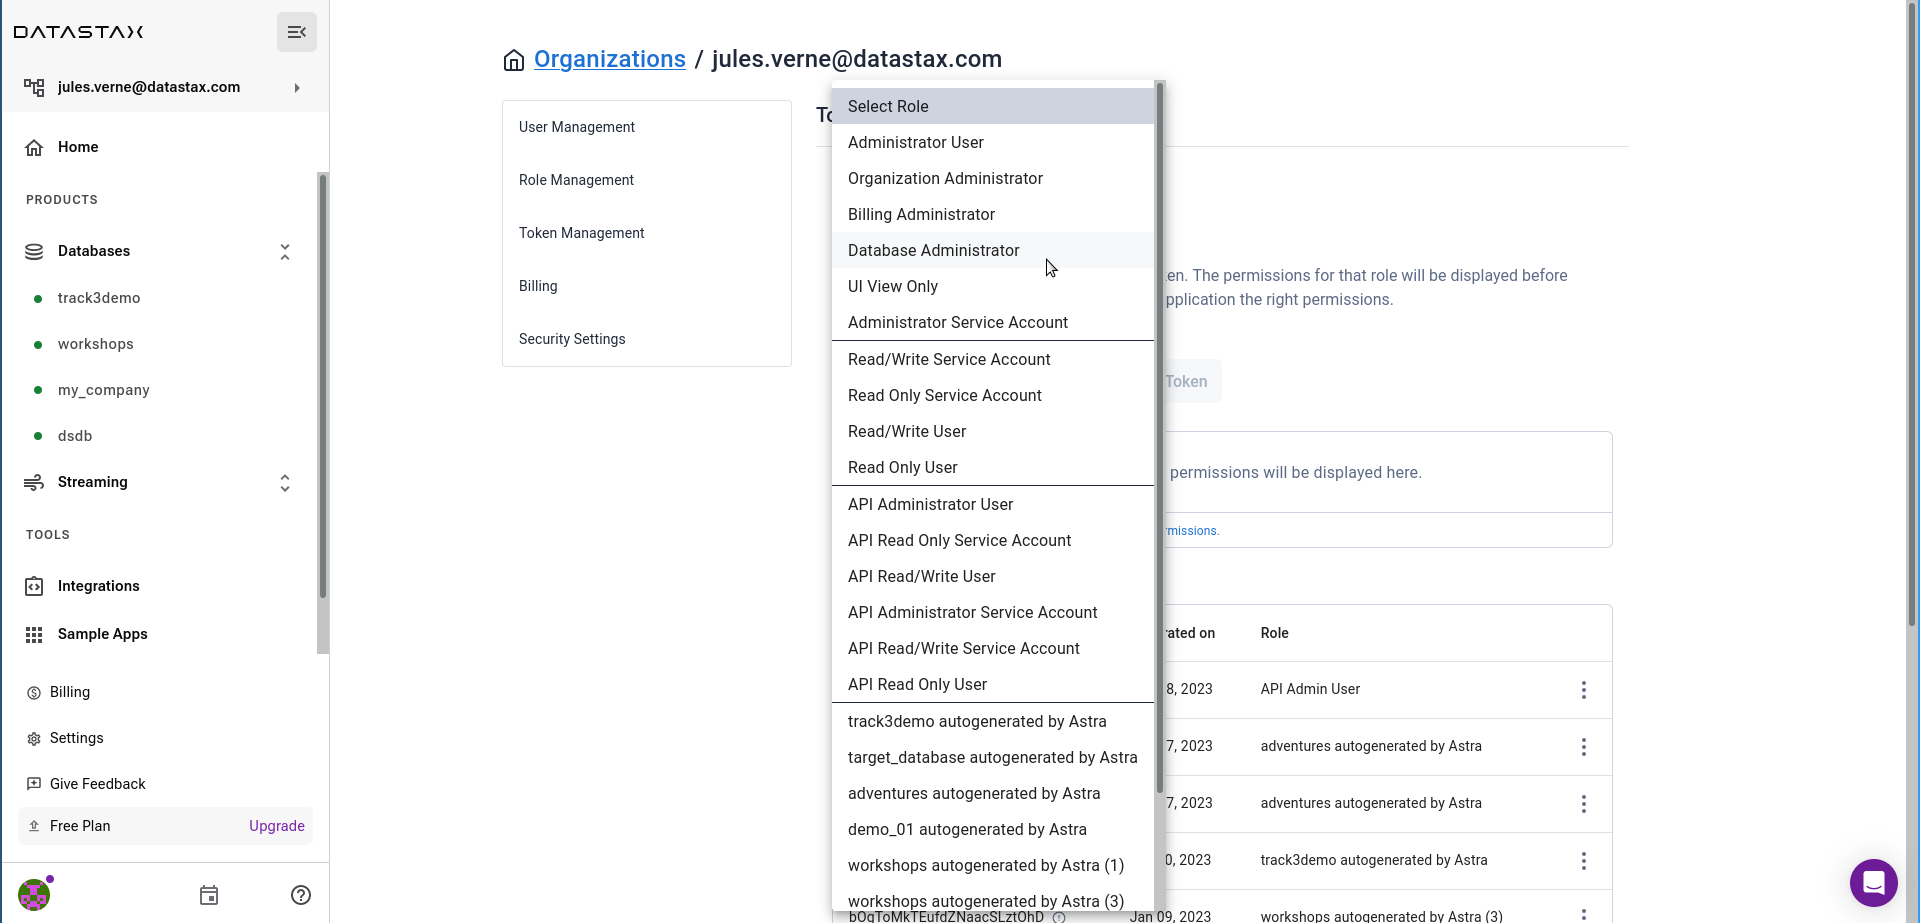 DATASTAX
jules.verne@datastax.com
Home
PRODUCTS
Databases
track3demo
workshops
my_company
dsdb
Streaming
TOOLS
Integrations
Sample Apps
Billing
Settings
Give Feedback
Free Plan Upgrade
Organizations / jules.verne@datastax.com
User Management
Role Management
Token Management
Billing
Security Settings
Select Role
Administrator User
Organization Administrator
Billing Administrator
Database Administrator
UI View Only
Administrator Service Account
Read/Write Service Account
Read Only Service Account
Read/Write User
Read Only User
API Administrator User
API Read Only Service Account
API Read/Write User
API Administrator Service Account
API Read/Write Service Account
API Read Only User
track3demo autogenerated by Astra
target_database autogenerated by Astra
adventures autogenerated by Astra
demo_01 autogenerated by Astra
workshops autogenerated by Astra (1)
workshops autogenerated by Astra (3)
en. The permissions for that role will be displayed before
pplication the right permissions.
Token
permissions will be displayed here.
rmissions.
rated on Role
8, 2023 API Admin User
7, 2023 adventures autogenerated by Astra
7, 2023 adventures autogenerated by Astra
0, 2023 track3demo autogenerated by Astra
Jan 09, 2023 workshops autogenerated by Astra (3)